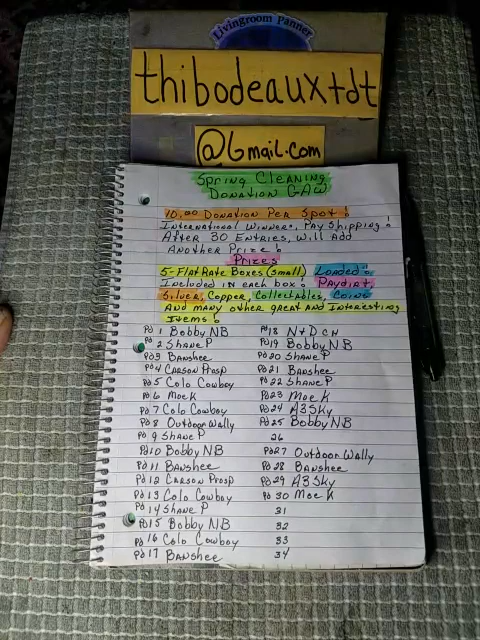 Livingroom Panner
thibodeauxtdt
@Gmail.com
Spring Cleaning
Donation GAW
10.00 Donation Per Spot!
International Winners, Pay Shipping!
After 30 Entries, Will Add
Another Prize!
Prizes
5-Flat Rate Boxes (Small) Loaded!
Included in each box! Paydirt,
Silver, Copper, Collectables, Coins
And many other great and Interesting
Items!
Pd 1 Bobby NB
Pd 2 Shane P
Pd 3 Banshee
Pd 4 Carson Prosp
Pd 5 Colo Cowboy
Pd 6 Moe K
Pd 7 Colo Cowboy
Pd 8 Outdoor Wally
Pd 9 Shane P
Pd 10 Bobby NB
Pd 11 Banshee
Pd 12 Carson Prosp
Pd 13 Colo Cowboy
Pd 14 Shane P
Pd 15 Bobby NB
Pd 16 Colo Cowboy
Pd 17 Banshee
Pd 18 N+D CH
Pd 19 Bobby NB
Pd 20 Shane P
Pd 21 Banshee
Pd 22 Shane P
Pd 23 Moe K
Pd 24 A3Sky
Pd 25 Bobby NB
26
Pd 27 Outdoor Wally
Pd 28 Banshee
Pd 29 A3Sky
Pd 30 Moe K
31
32
33
34